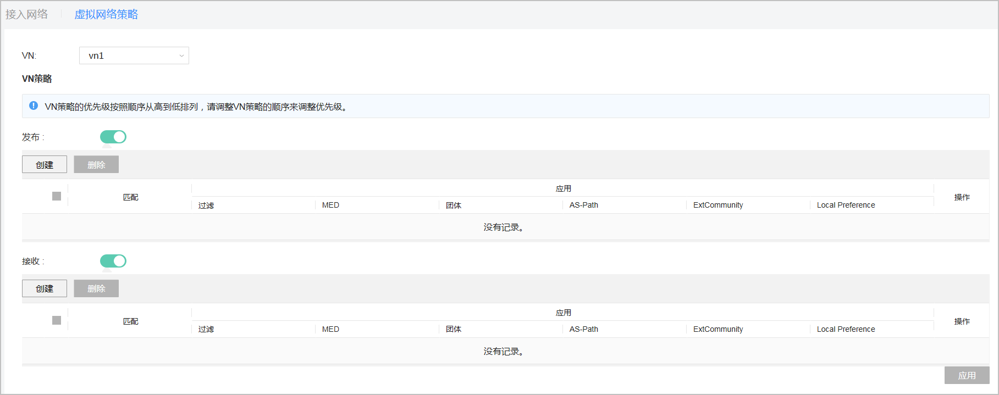 接入网络 虚拟网络策略
VN: vn1
VN策略
VN策略的优先级按照顺序从高到低排列，请调整VN策略的顺序来调整优先级。
发布 :
创建 删除
匹配 应用 操作
过滤 MED 团体 AS-Path ExtCommunity Local Preference
没有记录。
接收 :
创建 删除
匹配 应用 操作
过滤 MED 团体 AS-Path ExtCommunity Local Preference
没有记录。
应用